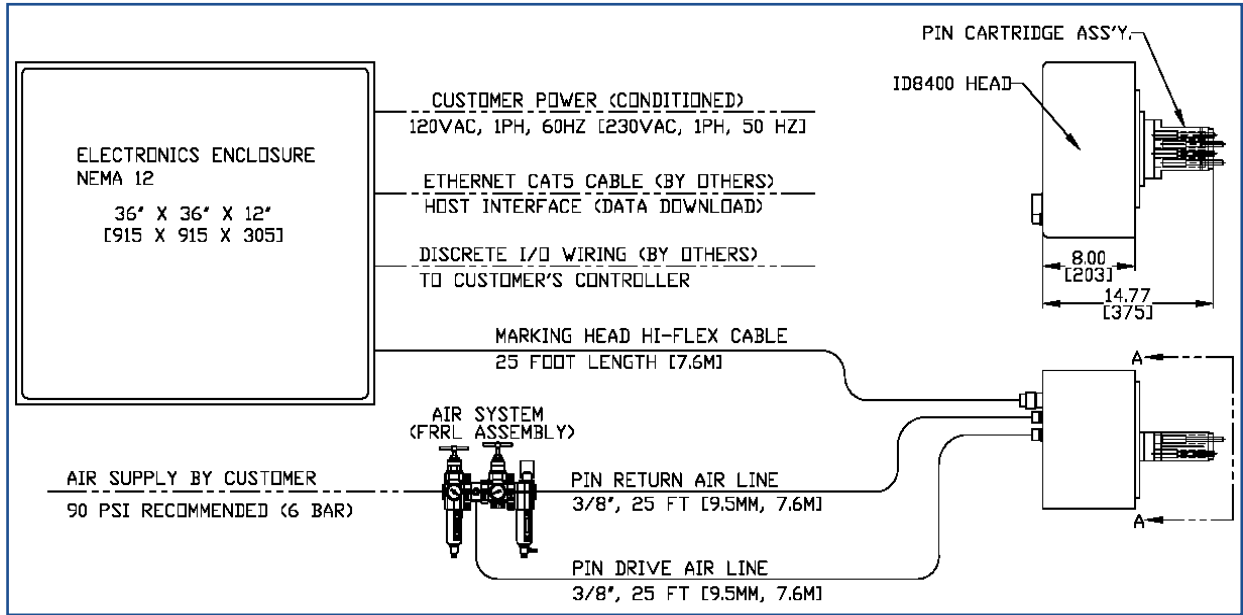 PIN CARTRIDGE ASS'Y.
ID8400 HEAD
CUSTOMER POWER (CONDITIONED)
120VAC, 1PH, 60HZ [230VAC, 1PH, 50 HZ]
ELECTRONICS ENCLOSURE
NEMA 12
36" X 36" X 12"
[915 X 915 X 305]
ETHERNET CAT5 CABLE (BY OTHERS)
HOST INTERFACE (DATA DOWNLOAD)
DISCRETE I/O WIRING (BY OTHERS)
TO CUSTOMER'S CONTROLLER
8.00
[203]
14.77
[375]
MARKING HEAD HI-FLEX CABLE
25 FOOT LENGTH [7.6M]
A
AIR SYSTEM
(FRRL ASSEMBLY)
AIR SUPPLY BY CUSTOMER
90 PSI RECOMMENDED (6 BAR)
PIN RETURN AIR LINE
3/8", 25 FT [9.5MM, 7.6M]
A
PIN DRIVE AIR LINE
3/8", 25 FT [9.5MM, 7.6M]